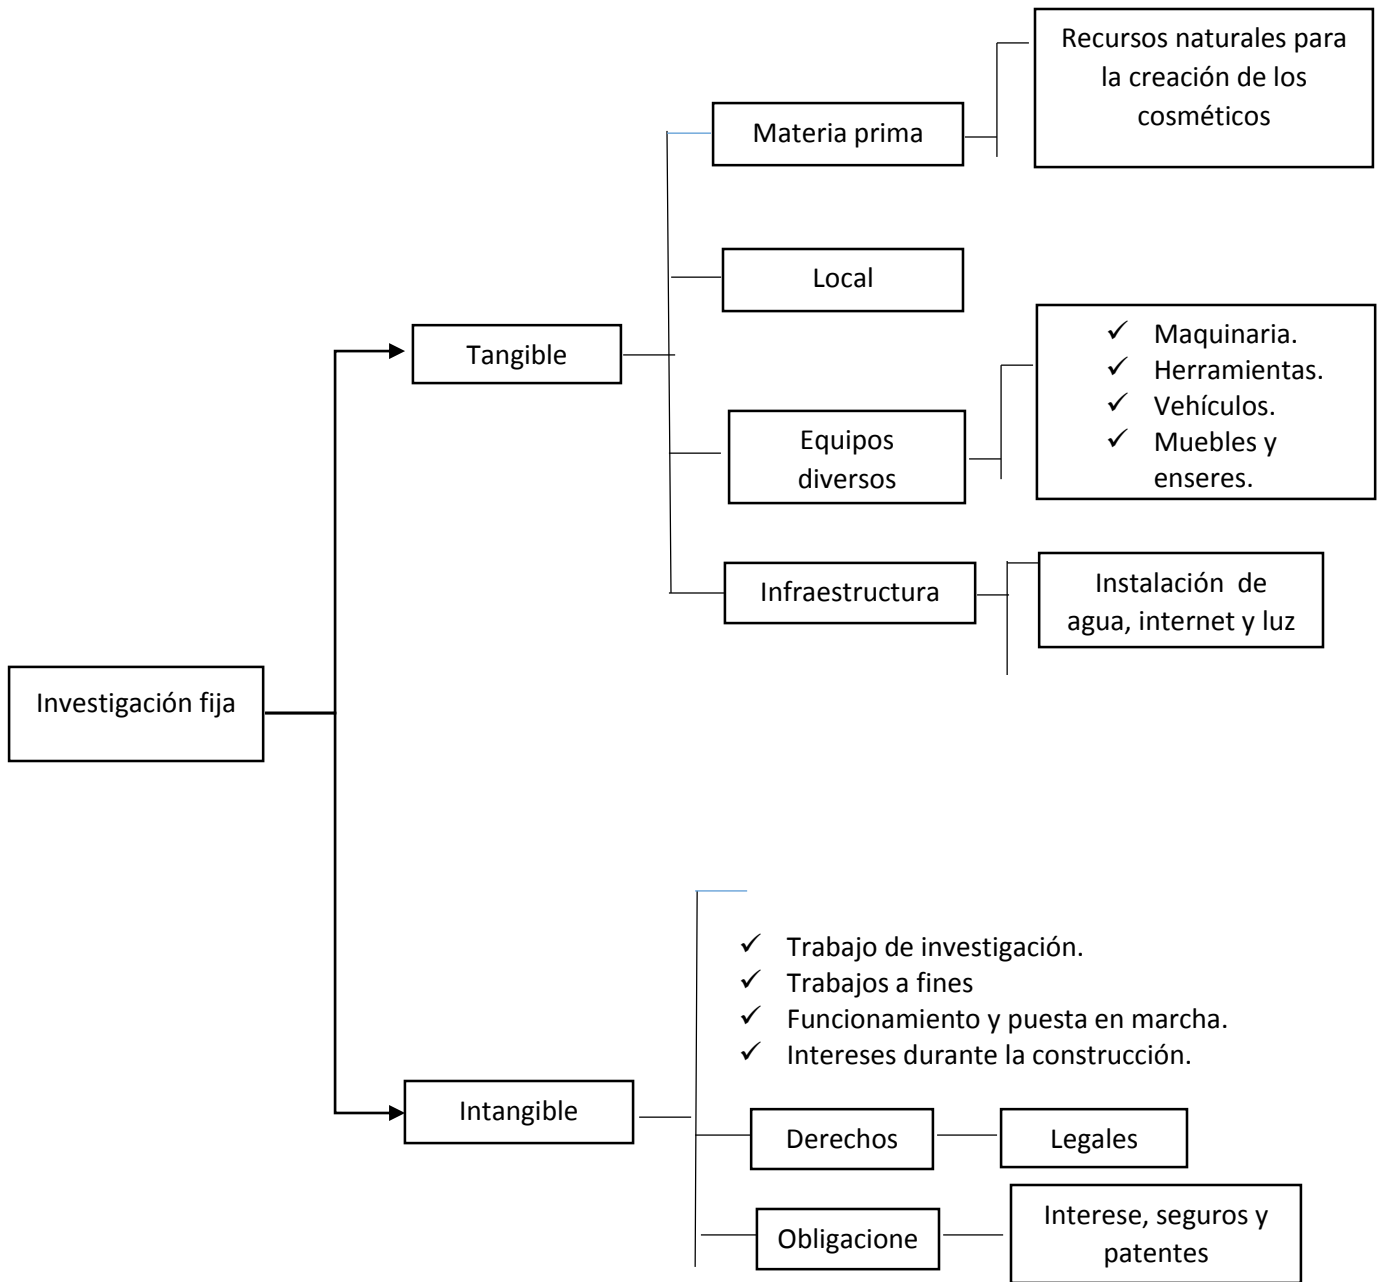 Recursos naturales para
la creación de los
cosméticos
Materia prima
Local
Tangible
✓ Maquinaria.
✓ Herramientas.
✓ Vehículos.
✓ Muebles y
enseres.
Equipos
diversos
Infraestructura
Instalación de
agua, internet y luz
Investigación fija
✓ Trabajo de investigación.
✓ Trabajos a fines
✓ Funcionamiento y puesta en marcha.
✓ Intereses durante la construcción.
Intangible
Derechos
Legales
Obligacione
Interese, seguros y
patentes